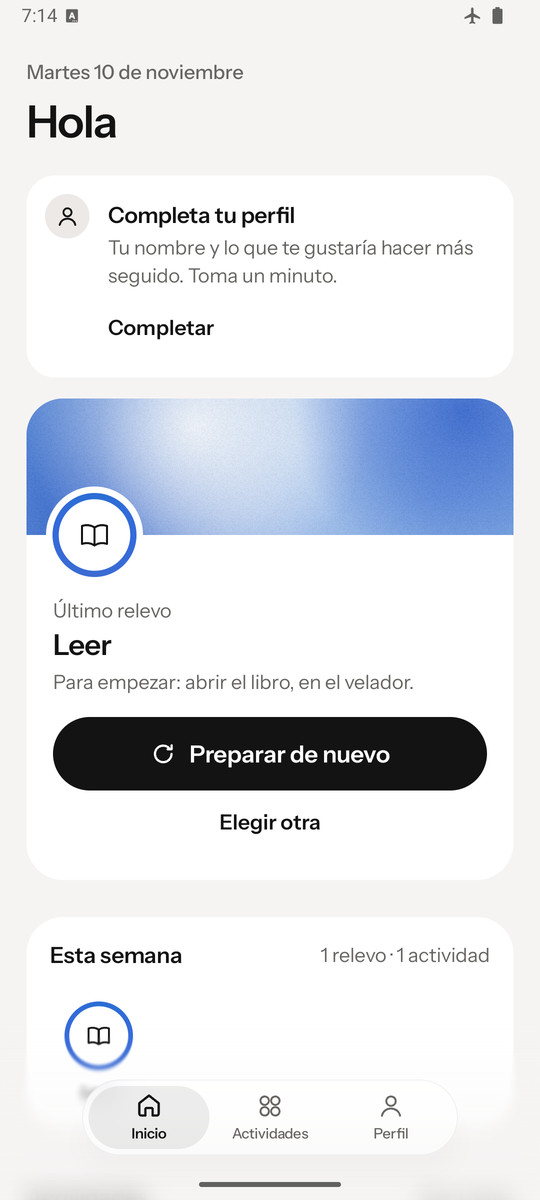 7:14
Martes 10 de noviembre
Hola
Completa tu perfil
Tu nombre y lo que te gustaría hacer más
seguido. Toma un minuto.
Completar
Último relevo
Leer
Para empezar: abrir el libro, en el velador.
Preparar de nuevo
Elegir otra
Esta semana
1 relevo · 1 actividad
Inicio
Actividades
Perfil